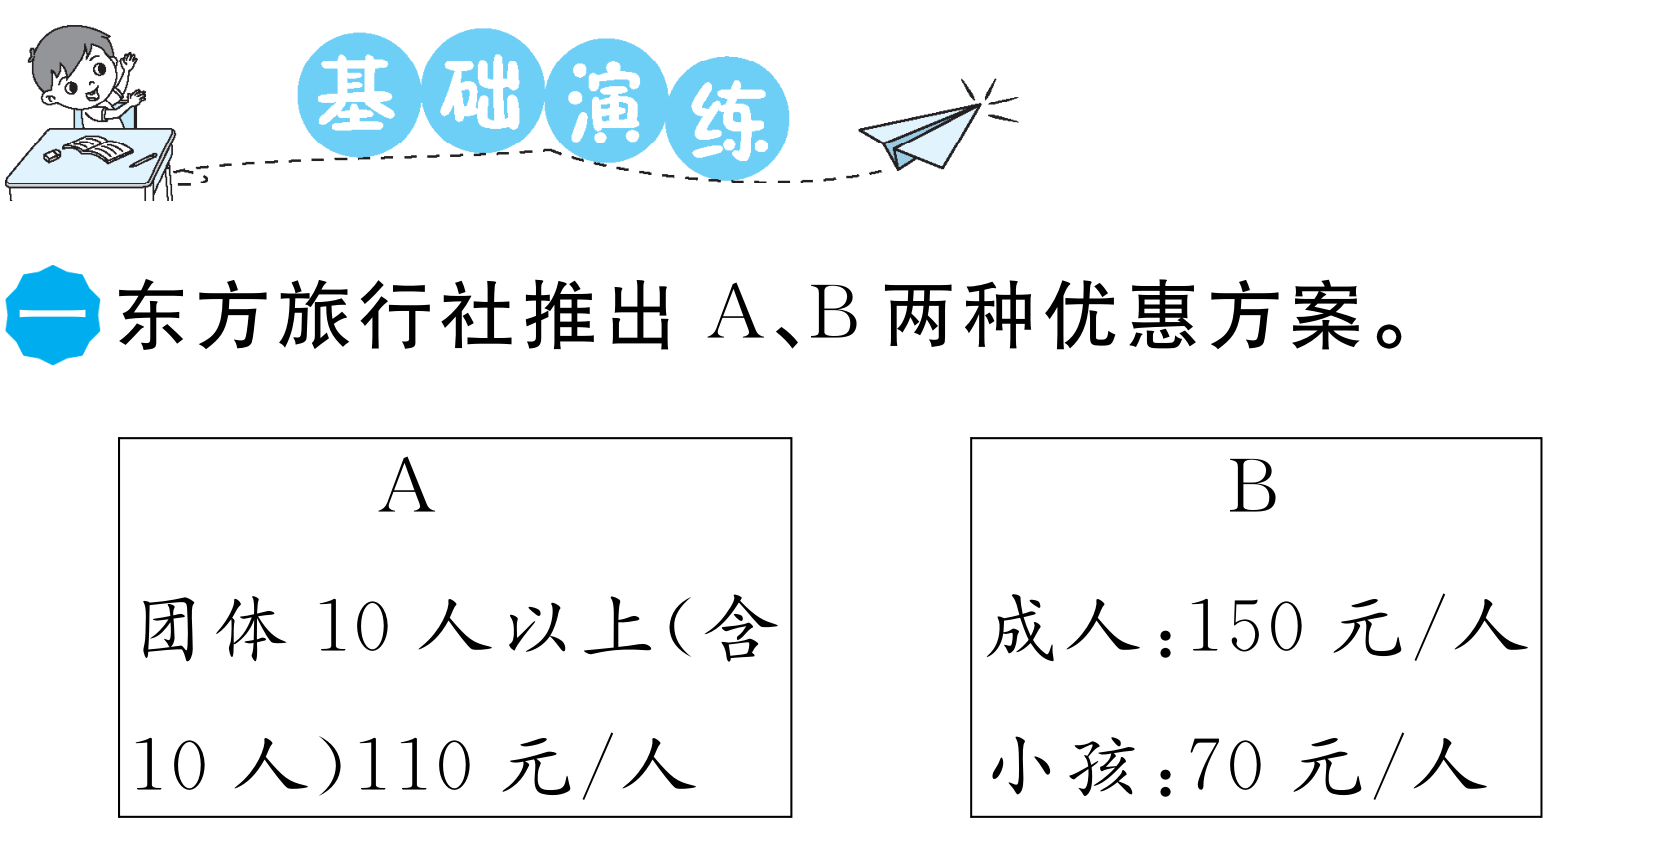 基础演练
一 东方旅行社推出 A、B 两种优惠方案。
A
团体 10 人以上(含
10 人)110 元/人
B
成人:150 元/人
小孩:70 元/人